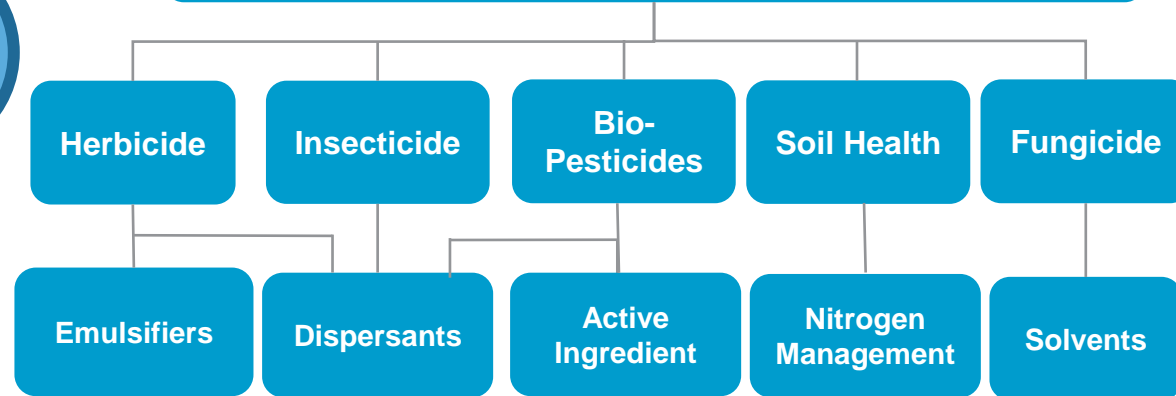 Herbicide
Insecticide
Bio-
Pesticides
Soil Health
Fungicide
Emulsifiers
Dispersants
Active
Ingredient
Nitrogen
Management
Solvents